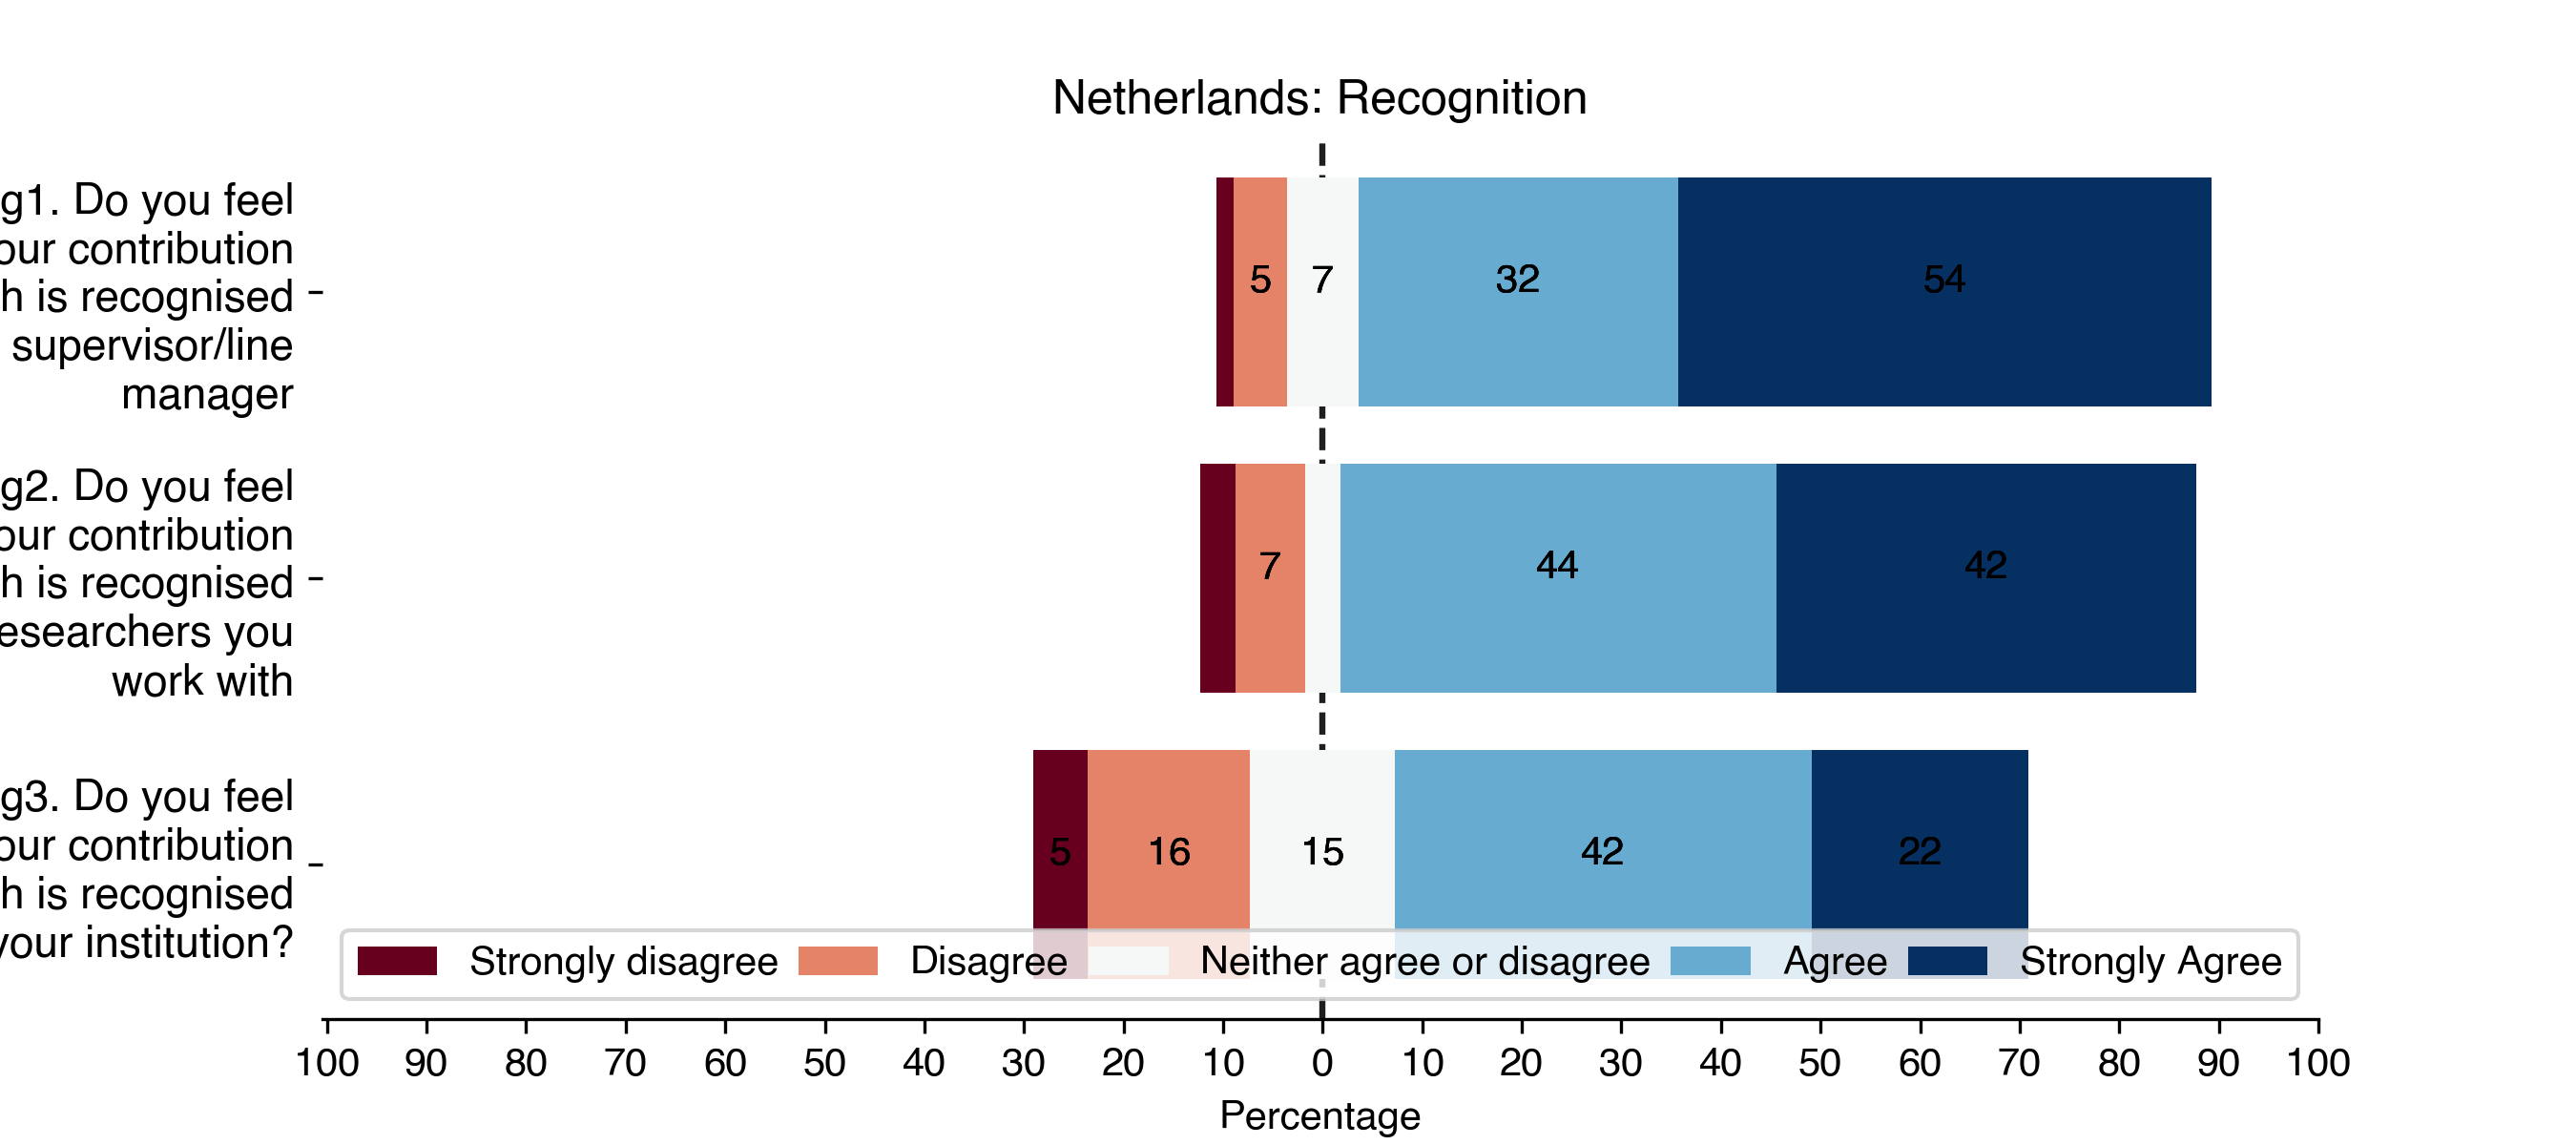 Netherlands: Recognition
g1. Do you feel
our contribution
h is recognised
supervisor/line
manager
5 7 32 54
g2. Do you feel
our contribution
h is recognised
esearchers you
work with
7 44 42
g3. Do you feel
our contribution
h is recognised
your institution?
5 16 15 42 22
Strongly disagree Disagree Neither agree or disagree Agree Strongly Agree
100 90 80 70 60 50 40 30 20 10 0 10 20 30 40 50 60 70 80 90 100
Percentage